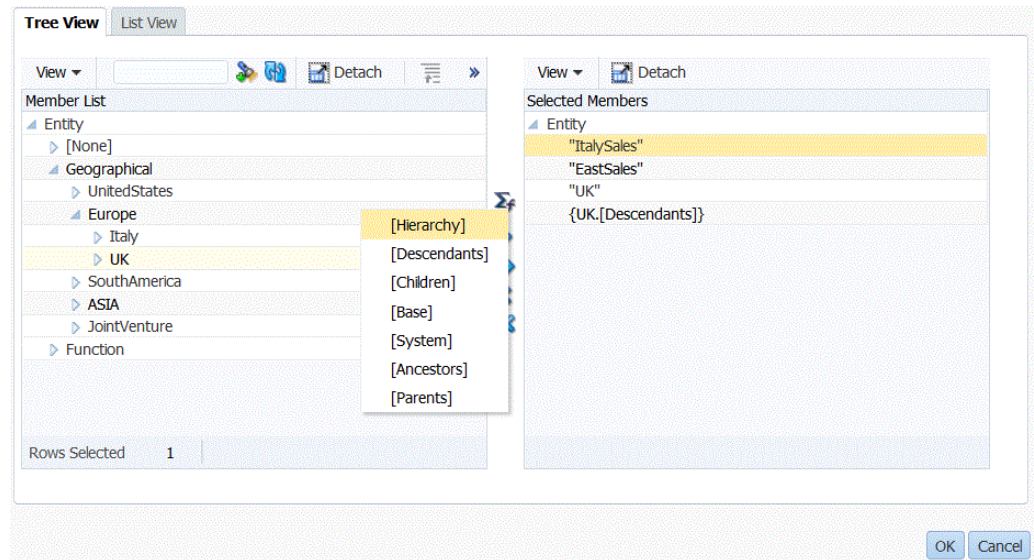 Tree View List View
View Detach »
Member List
Entity
[None]
Geographical
UnitedStates
Europe
Italy
UK
SouthAmerica
ASIA
JointVenture
Function
Rows Selected 1
[Hierarchy]
[Descendants]
[Children]
[Base]
[System]
[Ancestors]
[Parents]
View Detach
Selected Members
Entity
"ItalySales"
"EastSales"
"UK"
{UK.[Descendants]}
OK Cancel